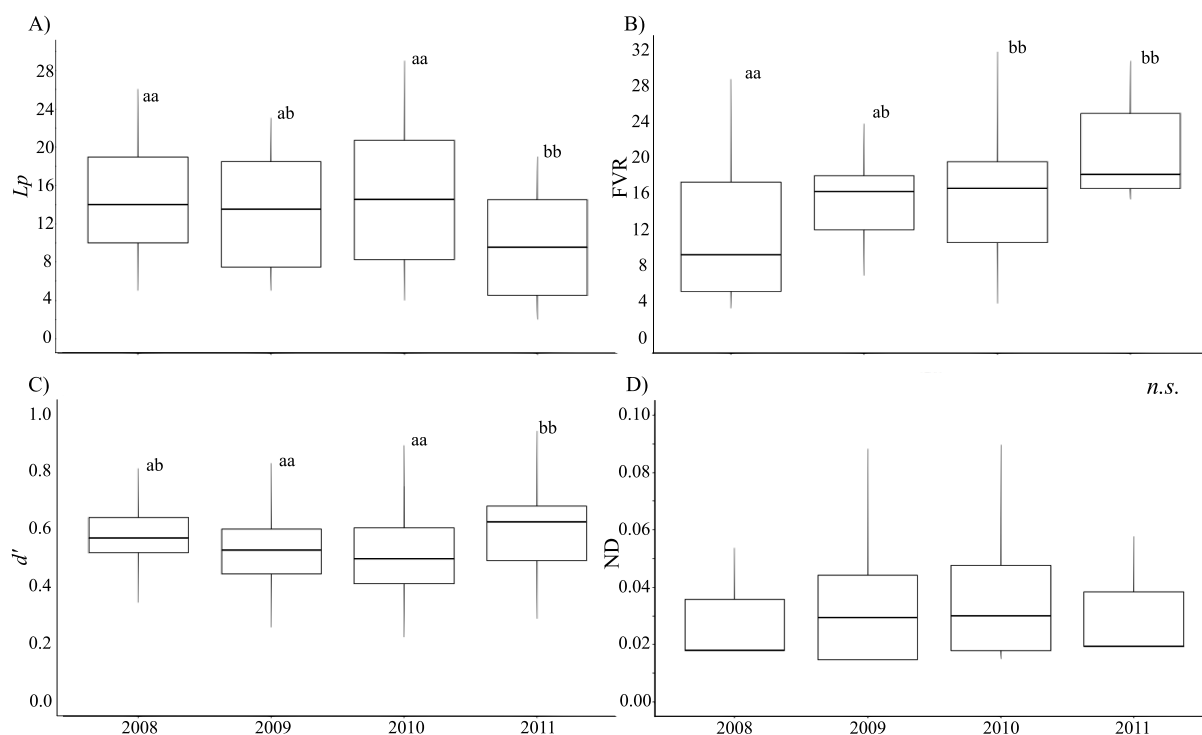 A)
28
24
20
16
12
8
4
0
Lp
aa
ab
aa
bb
B)
32
28
24
20
16
12
8
4
0
FVR
aa
ab
bb
bb
C)
1.0
0.8
0.6
0.4
0.2
0.0
d'
ab
aa
aa
bb
2008 2009 2010 2011
D)
n.s.
0.10
0.08
0.06
0.04
0.02
0.00
ND
2008 2009 2010 2011